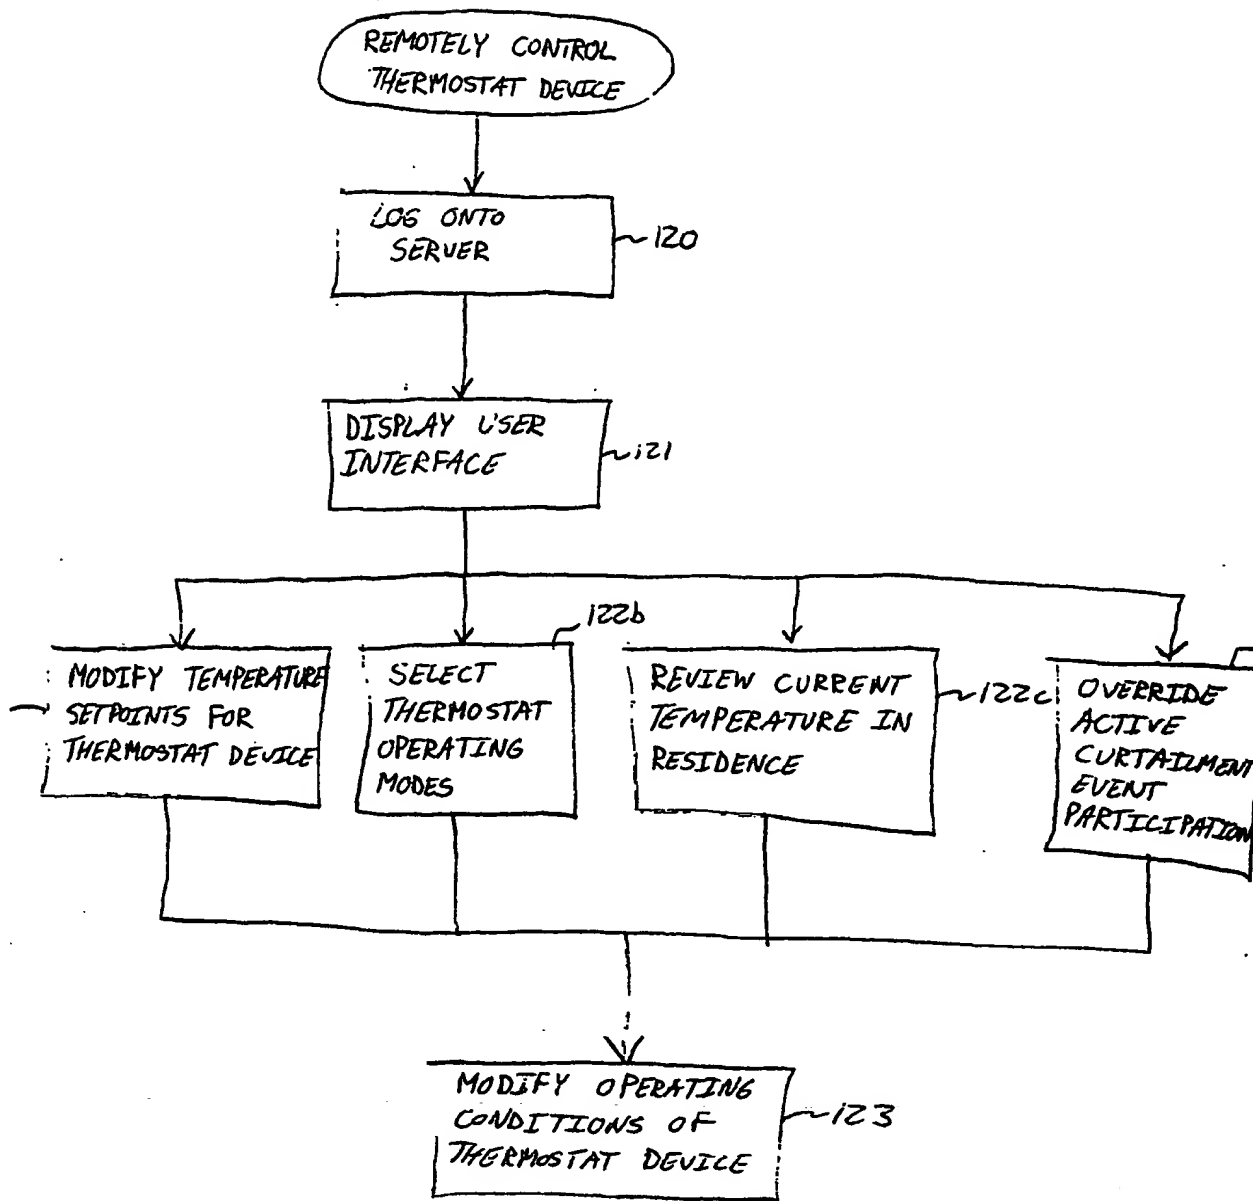 REMOTELY CONTROL
THERMOSTAT DEVICE
LOG ONTO
SERVER
120
DISPLAY USER
INTERFACE
121
MODIFY TEMPERATURE
SETPOINTS FOR
THERMOSTAT DEVICE
122b
SELECT
THERMOSTAT
OPERATING
MODES
REVIEW CURRENT
TEMPERATURE IN
RESIDENCE
122c
OVERRIDE
ACTIVE
CURTAILMENT
EVENT
PARTICIPATION
MODIFY OPERATING
CONDITIONS OF
THERMOSTAT DEVICE
123